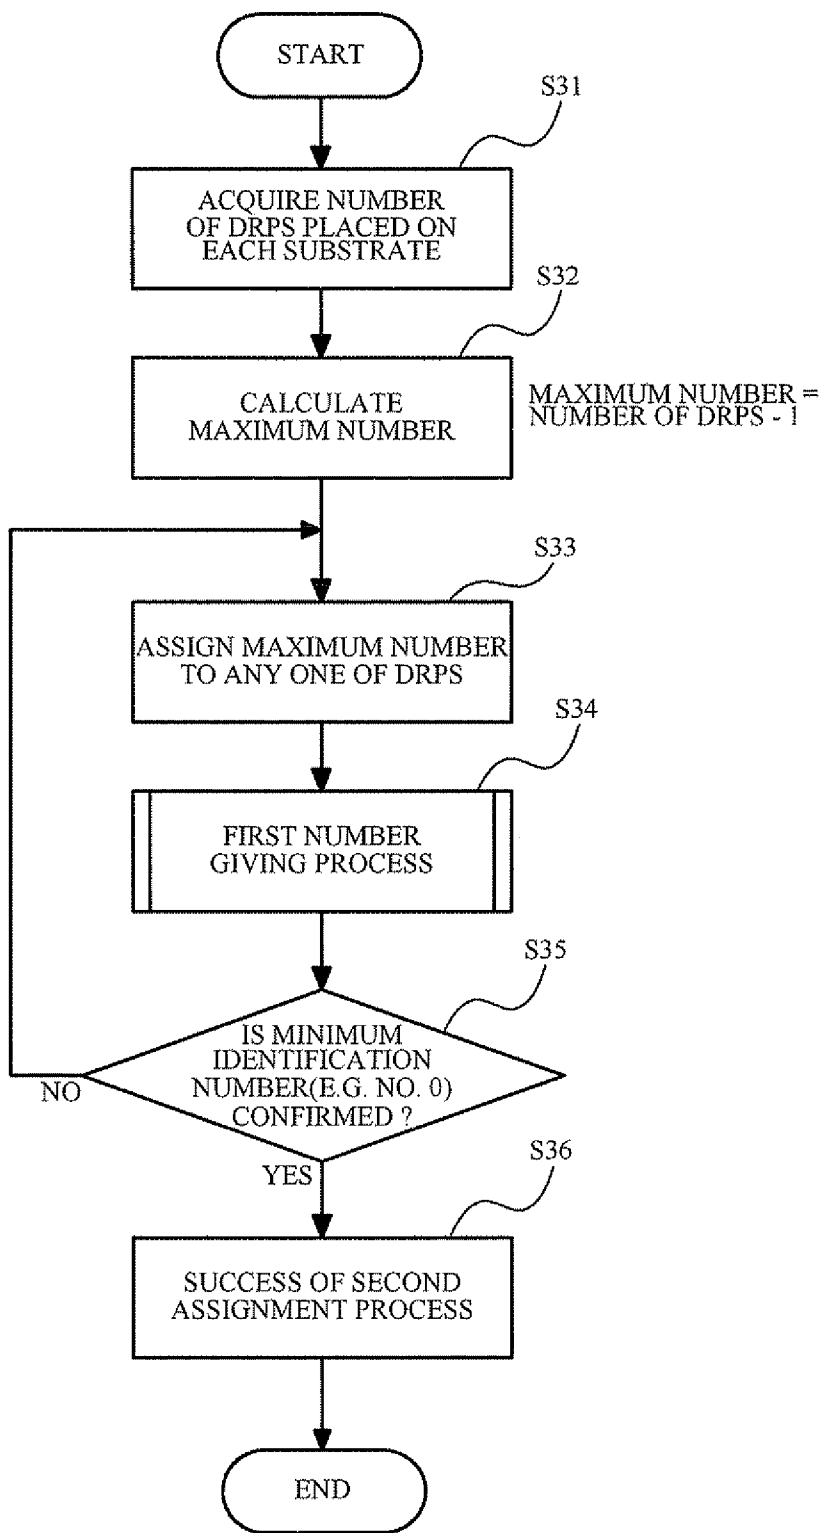 START
S31
ACQUIRE NUMBER
OF DRPS PLACED ON
EACH SUBSTRATE
S32
CALCULATE
MAXIMUM NUMBER
MAXIMUM NUMBER =
NUMBER OF DRPS - 1
S33
ASSIGN MAXIMUM NUMBER
TO ANY ONE OF DRPS
S34
FIRST NUMBER
GIVING PROCESS
S35
IS MINIMUM
IDENTIFICATION
NUMBER(E.G. NO. 0)
CONFIRMED ?
NO
YES
S36
SUCCESS OF SECOND
ASSIGNMENT PROCESS
END